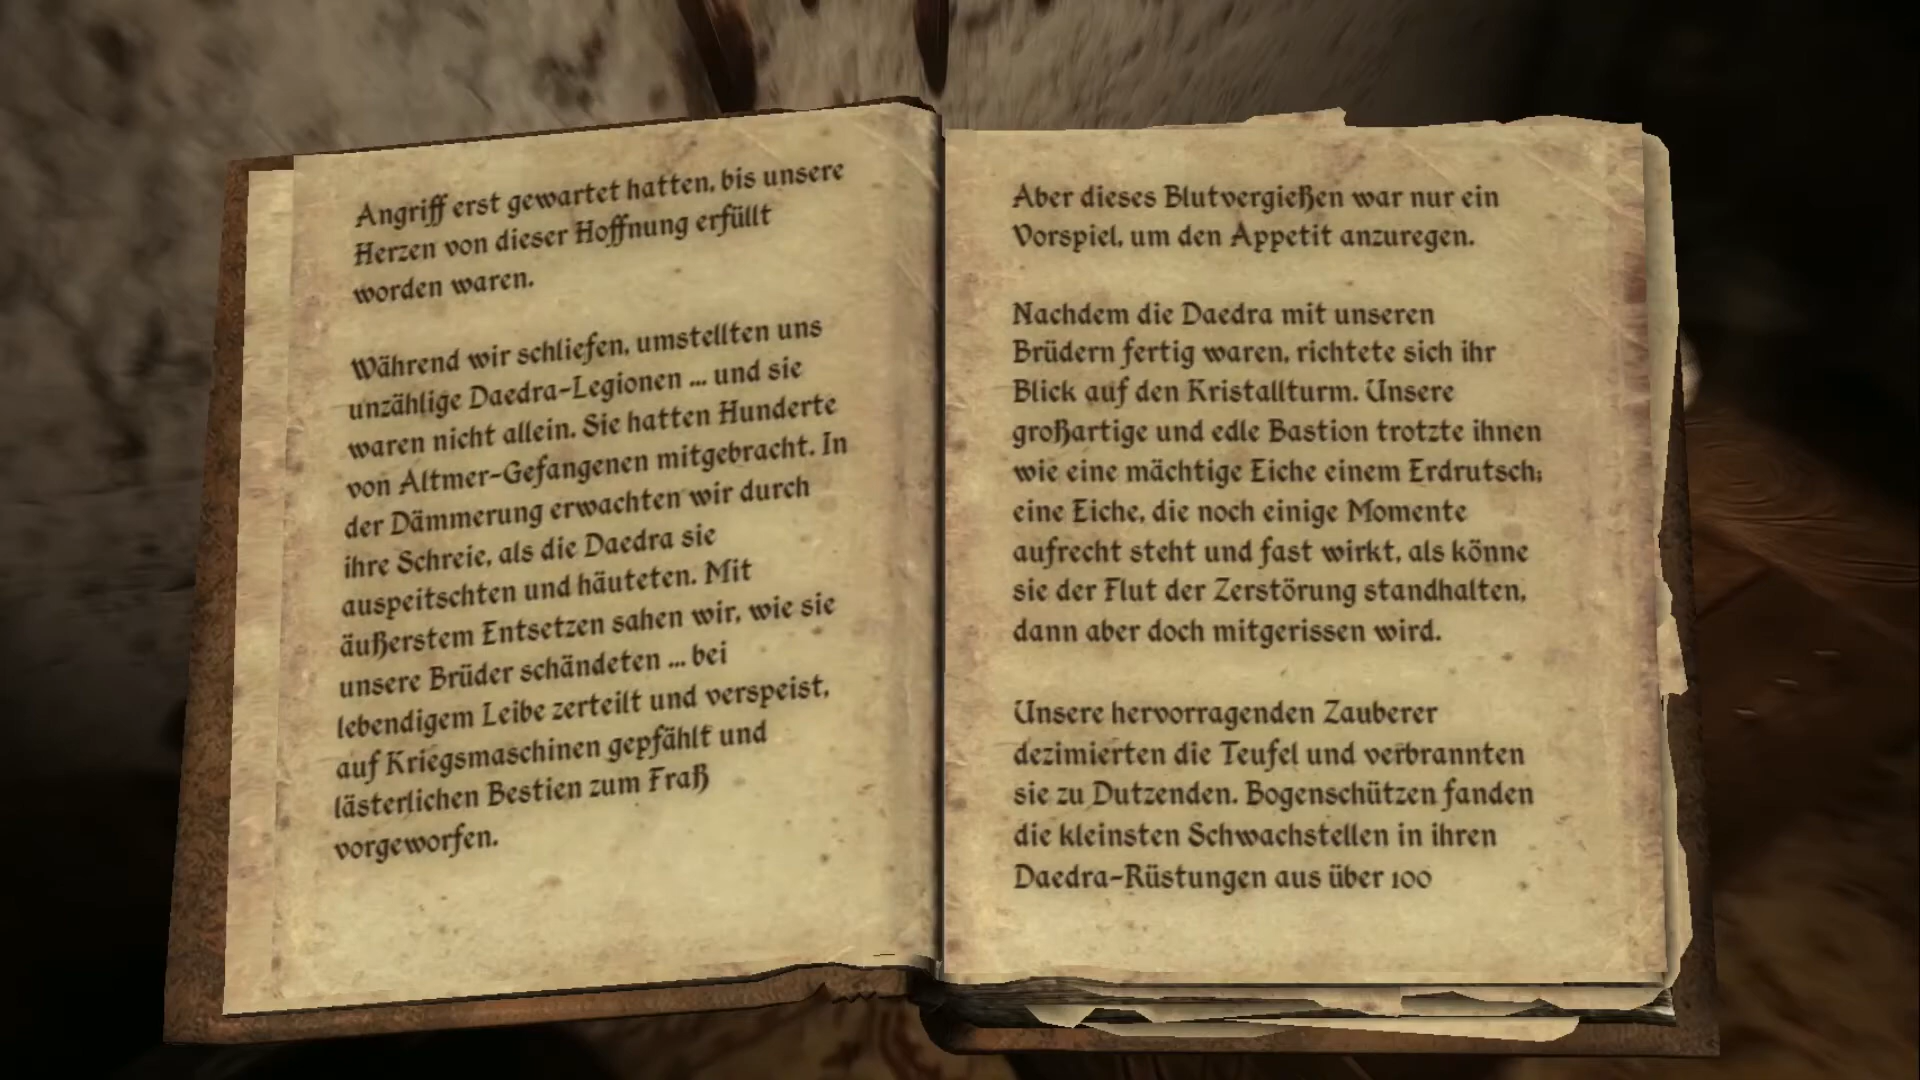 Angriff erst gewartet hatten, bis unsere
Herzen von dieser Hoffnung erfüllt
worden waren.
Während wir schliefen, umstellten uns
unzählige Daedra-Legionen ... und sie
waren nicht allein. Sie hatten Hunderte
von Altmer-Gefangenen mitgebracht. In
der Dämmerung erwachten wir durch
ihre Schreie, als die Daedra sie
auspeitschten und häuteten. Mit
äußerstem Entsetzen sahen wir, wie sie
unsere Brüder schändeten ... bei
lebendigem Leibe zerteilt und verspeist,
auf Kriegsmaschinen gepfählt und
lästerlichen Bestien zum Fraß
vorgeworfen.
Aber dieses Blutvergießen war nur ein
Vorspiel, um den Appetit anzuregen.
Nachdem die Daedra mit unseren
Brüdern fertig waren, richtete sich ihr
Blick auf den Kristallturm. Unsere
großartige und edle Bastion trotzte ihnen
wie eine mächtige Eiche einem Erdrutsch;
eine Eiche, die noch einige Momente
aufrecht steht und fast wirkt, als könne
sie der Flut der Zerstörung standhalten,
dann aber doch mitgerissen wird.
Unsere hervorragenden Zauberer
dezimierten die Teufel und verbrannten
sie zu Dutzenden. Bogenschützen fanden
die kleinsten Schwachstellen in ihren
Daedra-Rüstungen aus über 100